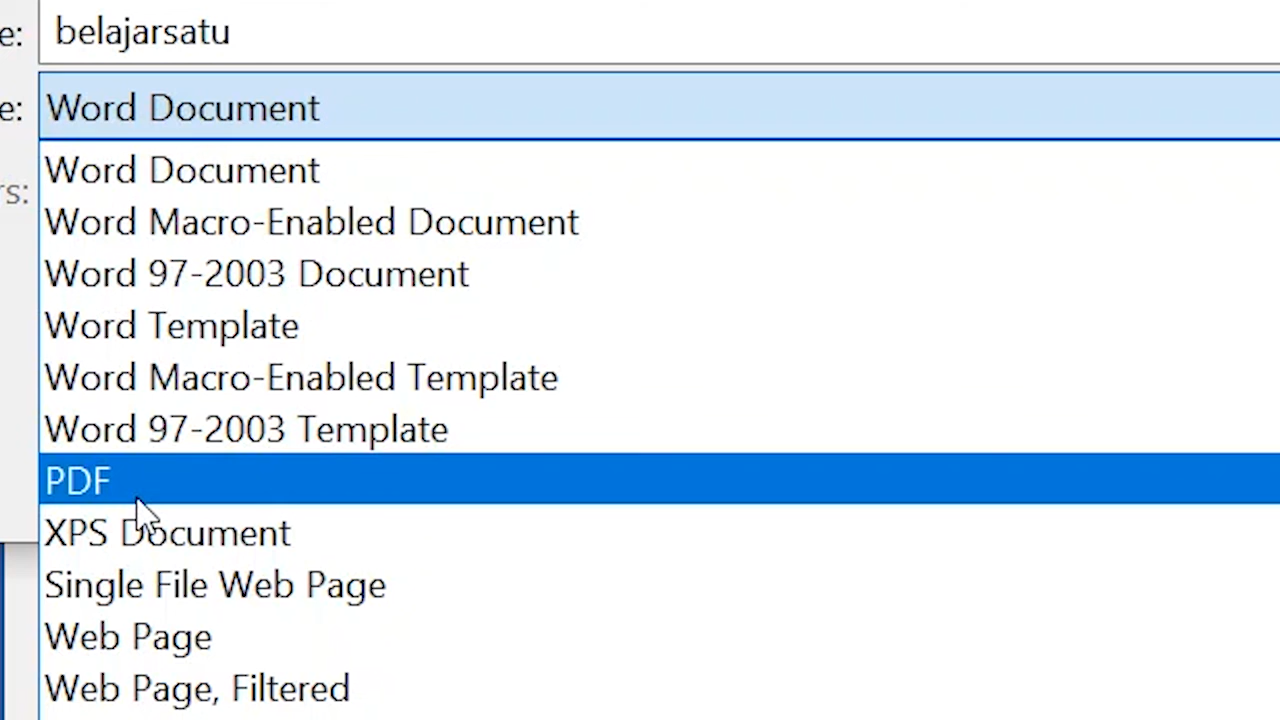 e: belajarsatu
e: Word Document
Word Document
rs:
Word Macro-Enabled Document
Word 97-2003 Document
Word Template
Word Macro-Enabled Template
Word 97-2003 Template
PDF
XPS Document
Single File Web Page
Web Page
Web Page, Filtered